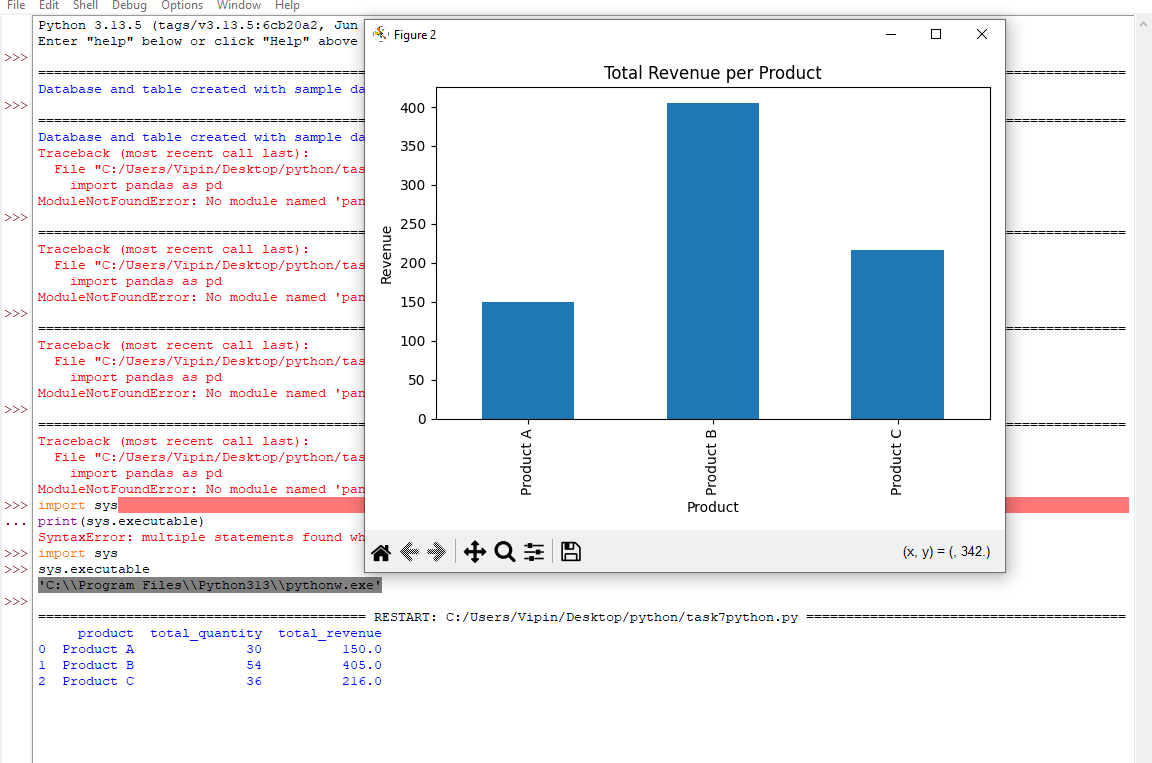 File Edit Shell Debug Options Window Help
Python 3.13.5 (tags/v3.13.5:6cb20a2, Jun
Enter "help" below or click "Help" above
>>>
Database and table created with sample da
>>>
Database and table created with sample da
Traceback (most recent call last):
File "C:/Users/Vipin/Desktop/python/tas
import pandas as pd
ModuleNotFoundError: No module named 'pan
>>>
Traceback (most recent call last):
File "C:/Users/Vipin/Desktop/python/tas
import pandas as pd
ModuleNotFoundError: No module named 'pan
>>>
Traceback (most recent call last):
File "C:/Users/Vipin/Desktop/python/tas
import pandas as pd
ModuleNotFoundError: No module named 'pan
>>>
Traceback (most recent call last):
File "C:/Users/Vipin/Desktop/python/tas
import pandas as pd
ModuleNotFoundError: No module named 'pan
>>> import sys
... print(sys.executable)
SyntaxError: multiple statements found wh
>>> import sys
>>> sys.executable
'C:\\Program Files\\Python313\\pythonw.exe'
>>>
======== RESTART: C:/Users/Vipin/Desktop/python/task7python.py ========
product total_quantity total_revenue
0 Product A 30 150.0
1 Product B 54 405.0
2 Product C 36 216.0
Figure 2
Total Revenue per Product
Revenue
400
350
300
250
200
150
100
50
0
Product A
Product B
Product C
Product
(x, y) = (, 342.)